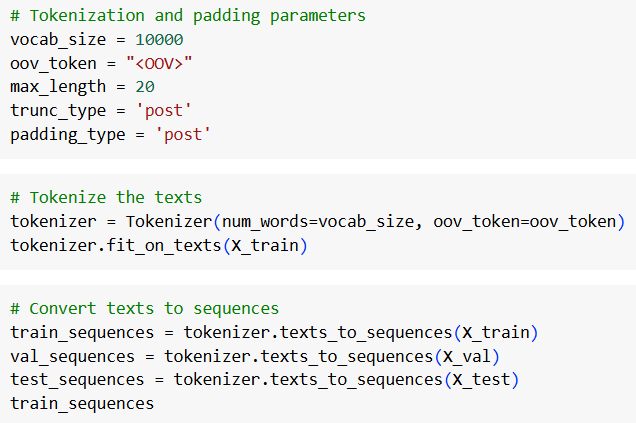 # Tokenization and padding parameters
vocab_size = 10000
oov_token = "<OOV>"
max_length = 20
trunc_type = 'post'
padding_type = 'post'
# Tokenize the texts
tokenizer = Tokenizer(num_words=vocab_size, oov_token=oov_token)
tokenizer.fit_on_texts(X_train)
# Convert texts to sequences
train_sequences = tokenizer.texts_to_sequences(X_train)
val_sequences = tokenizer.texts_to_sequences(X_val)
test_sequences = tokenizer.texts_to_sequences(X_test)
train_sequences